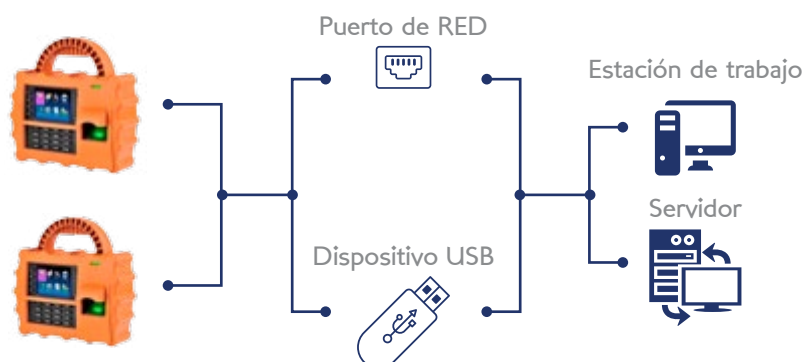 Puerto de RED
Estación de trabajo
Servidor
Dispositivo USB